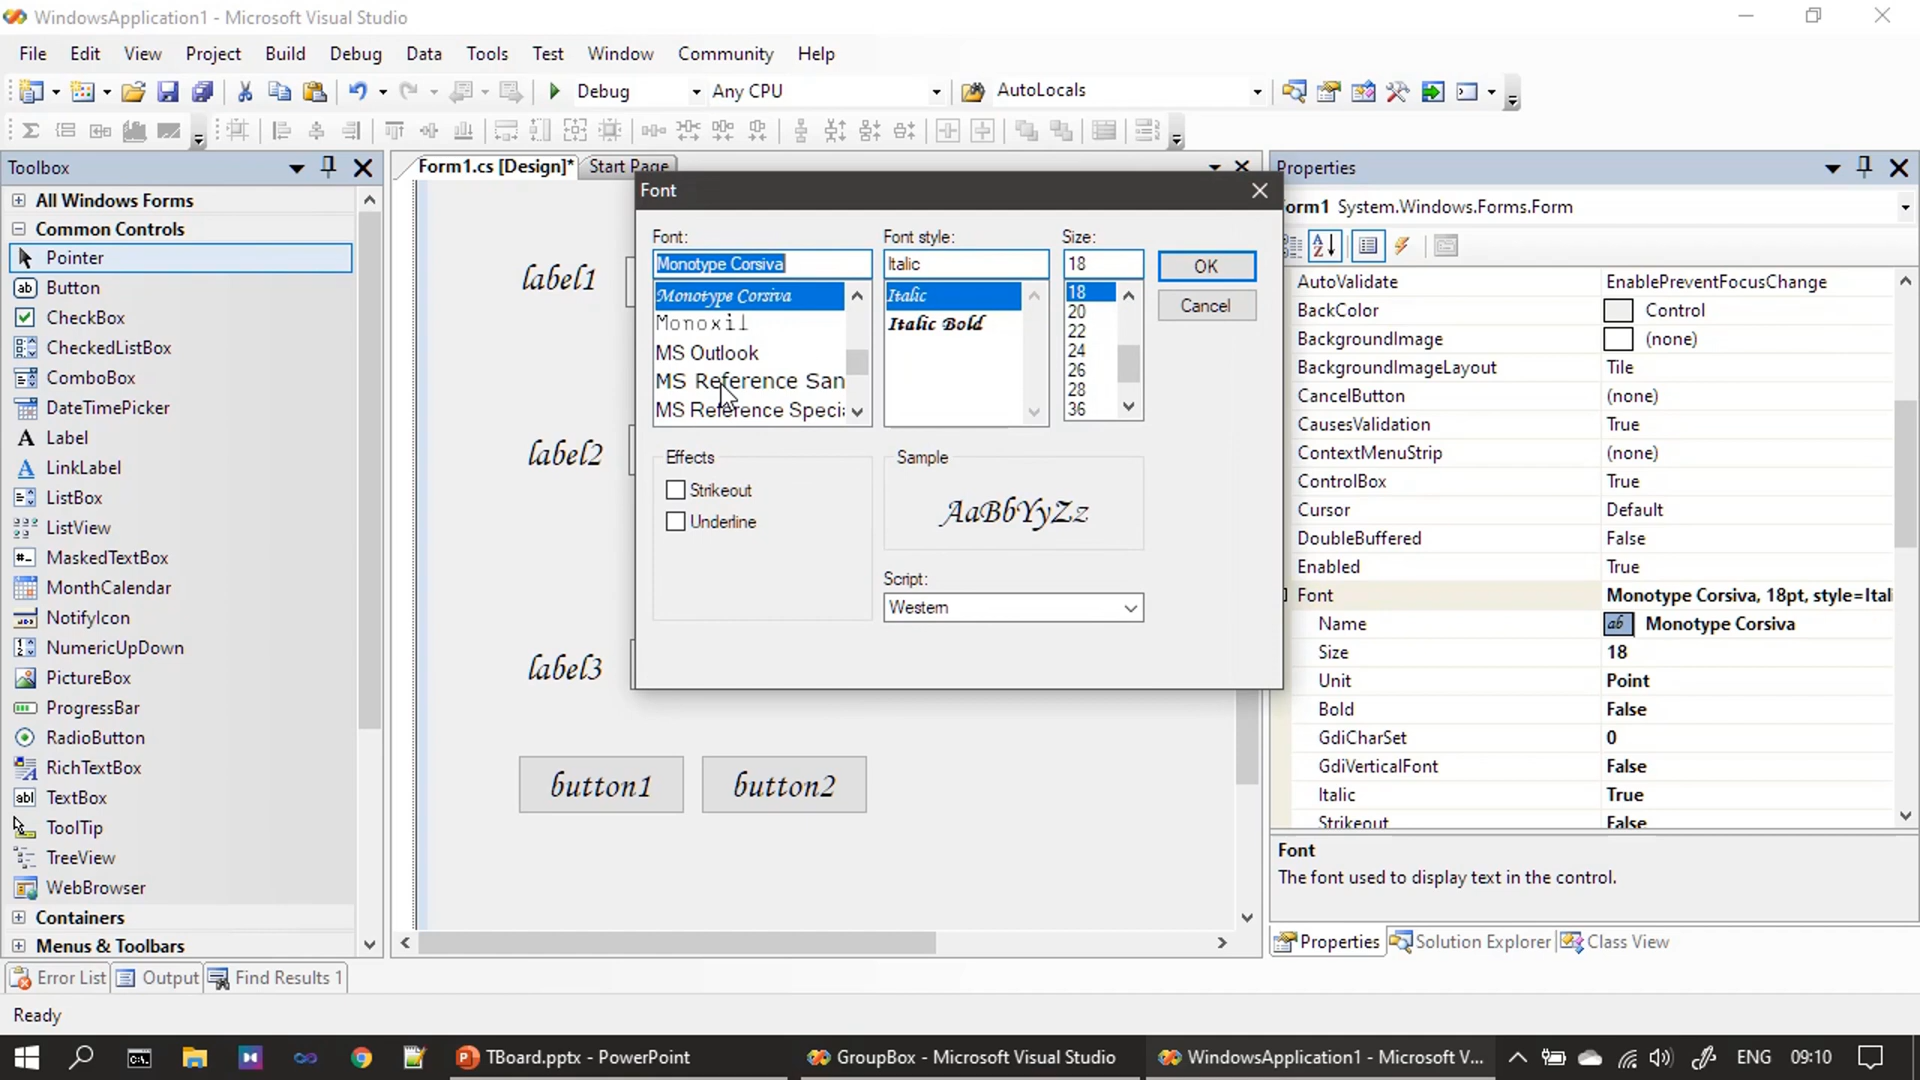 WindowsApplication1 - Microsoft Visual Studio
File Edit View Project Build Debug Data Tools Test Window Community Help
Debug Any CPU AutoLocals
Toolbox
All Windows Forms
Common Controls
Pointer
Button
CheckBox
CheckedListBox
ComboBox
DateTimePicker
Label
LinkLabel
ListBox
ListView
MaskedTextBox
MonthCalendar
NotifyIcon
NumericUpDown
PictureBox
ProgressBar
RadioButton
RichTextBox
TextBox
ToolTip
TreeView
WebBrowser
Containers
Menus & Toolbars
Form1.cs [Design]* Start Page
label1
label2
label3
button1 button2
Font
Font: Font style: Size:
Monotype Corsiva Italic 18 OK
Monotype Corsiva
Monoxil
MS Outlook
MS Reference San
MS Reference Specia
Italic
Italic Bold
18
20
22
24
26
28
36
Cancel
Effects
Strikeout
Underline
Sample
AaBbYyZz
Script:
Western
Properties
orm1 System.Windows.Forms.Form
AutoValidate EnablePreventFocusChange
BackColor Control
BackgroundImage (none)
BackgroundImageLayout Tile
CancelButton (none)
CausesValidation True
ContextMenuStrip (none)
ControlBox True
Cursor Default
DoubleBuffered False
Enabled True
Font Monotype Corsiva, 18pt, style=Itali
Name ab Monotype Corsiva
Size 18
Unit Point
Bold False
GdiCharSet 0
GdiVerticalFont False
Italic True
Strikeout False
Font
The font used to display text in the control.
Properties Solution Explorer Class View
Error List Output Find Results 1
Ready
TBoard.pptx - PowerPoint GroupBox - Microsoft Visual Studio WindowsApplication1 - Microsoft V... ENG 09:10